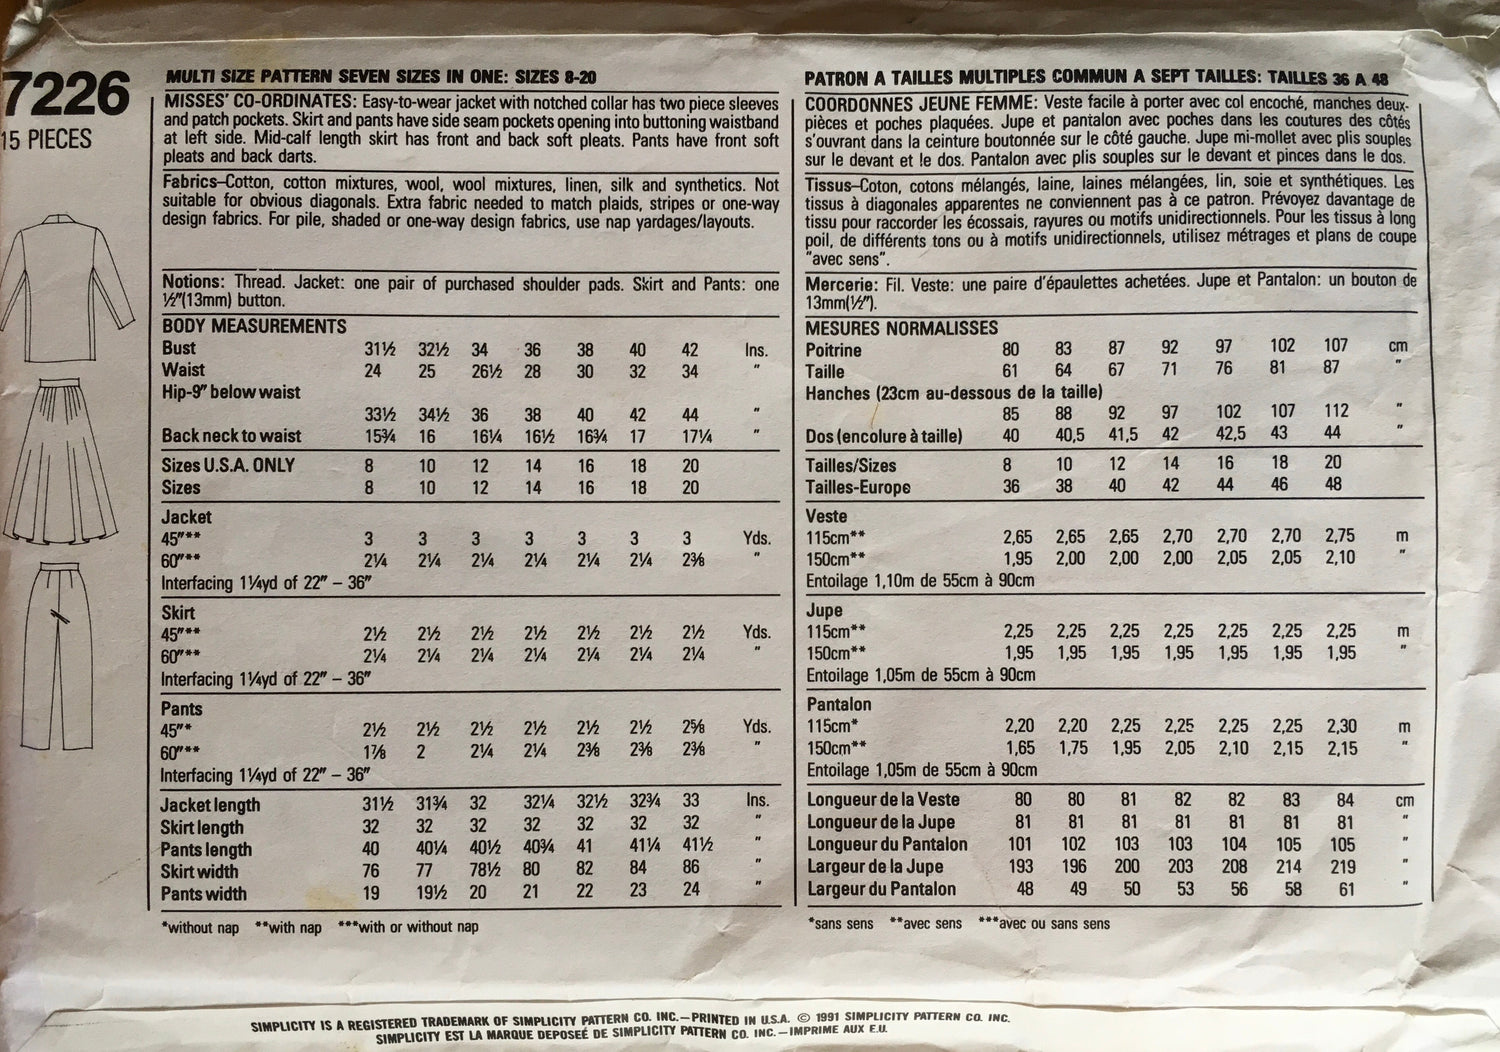 7226
15 PIECES
MULTI SIZE PATTERN SEVEN SIZES IN ONE: SIZES 8-20
MISSES' CO-ORDINATES: Easy-to-wear jacket with notched collar has two piece sleeves
and patch pockets. Skirt and pants have side seam pockets opening into buttoning waistband
at left side. Mid-calf length skirt has front and back soft pleats. Pants have front soft
pleats and back darts.
Fabrics–Cotton, cotton mixtures, wool, wool mixtures, linen, silk and synthetics. Not
suitable for obvious diagonals. Extra fabric needed to match plaids, stripes or one-way
design fabrics. For pile, shaded or one-way design fabrics, use nap yardages/layouts.
Notions: Thread. Jacket: one pair of purchased shoulder pads. Skirt and Pants: one
½″(13mm) button.
BODY MEASUREMENTS
Bust 31½ 32½ 34 36 38 40 42 Ins.
Waist 24 25 26½ 28 30 32 34 ″
Hip-9″ below waist
33½ 34½ 36 38 40 42 44 ″
Back neck to waist 15¾ 16 16¼ 16½ 16¾ 17 17¼ ″
Sizes U.S.A. ONLY 8 10 12 14 16 18 20
Sizes 8 10 12 14 16 18 20
Jacket
45″** 3 3 3 3 3 3 3 Yds.
60″** 2¼ 2¼ 2¼ 2¼ 2¼ 2¼ 2⅜ ″
Interfacing 1¼yd of 22″ – 36″
Skirt
45″** 2½ 2½ 2½ 2½ 2½ 2½ 2½ Yds.
60″** 2¼ 2¼ 2¼ 2¼ 2¼ 2¼ 2¼ ″
Interfacing 1¼yd of 22″ – 36″
Pants
45″* 2½ 2½ 2½ 2½ 2½ 2½ 2⅝ Yds.
60″** 1⅞ 2 2¼ 2¼ 2⅜ 2⅜ 2⅜ ″
Interfacing 1¼yd of 22″ – 36″
Jacket length 31½ 31¾ 32 32¼ 32½ 32¾ 33 Ins.
Skirt length 32 32 32 32 32 32 32 ″
Pants length 40 40¼ 40½ 40¾ 41 41¼ 41½ ″
Skirt width 76 77 78½ 80 82 84 86 ″
Pants width 19 19½ 20 21 22 23 24 ″
*without nap **with nap ***with or without nap
PATRON A TAILLES MULTIPLES COMMUN A SEPT TAILLES: TAILLES 36 A 48
COORDONNES JEUNE FEMME: Veste facile à porter avec col encoché, manches deux-
pièces et poches plaquées. Jupe et pantalon avec poches dans les coutures des côtés
s'ouvrant dans la ceinture boutonnée sur le côté gauche. Jupe mi-mollet avec plis souples
sur le devant et le dos. Pantalon avec plis souples sur le devant et pinces dans le dos.
Tissus–Coton, cotons mélangés, laine, laines mélangées, lin, soie et synthétiques. Les
tissus à diagonales apparentes ne conviennent pas à ce patron. Prévoyez davantage de
tissu pour raccorder les écossais, rayures ou motifs unidirectionnels. Pour les tissus à long
poil, de différents tons ou à motifs unidirectionnels, utilisez métrages et plans de coupe
"avec sens".
Mercerie: Fil. Veste: une paire d'épaulettes achetées. Jupe et Pantalon: un bouton de
13mm(½″).
MESURES NORMALISSES
Poitrine 80 83 87 92 97 102 107 cm
Taille 61 64 67 71 76 81 87 ″
Hanches (23cm au-dessous de la taille)
85 88 92 97 102 107 112 ″
Dos (encolure à taille) 40 40,5 41,5 42 42,5 43 44 ″
Tailles/Sizes 8 10 12 14 16 18 20
Tailles-Europe 36 38 40 42 44 46 48
Veste
115cm** 2,65 2,65 2,65 2,70 2,70 2,70 2,75 m
150cm** 1,95 2,00 2,00 2,00 2,05 2,05 2,10 ″
Entoilage 1,10m de 55cm à 90cm
Jupe
115cm** 2,25 2,25 2,25 2,25 2,25 2,25 2,25 m
150cm** 1,95 1,95 1,95 1,95 1,95 1,95 1,95 ″
Entoilage 1,05m de 55cm à 90cm
Pantalon
115cm* 2,20 2,20 2,25 2,25 2,25 2,25 2,30 m
150cm** 1,65 1,75 1,95 2,05 2,10 2,15 2,15 ″
Entoilage 1,05m de 55cm à 90cm
Longueur de la Veste 80 80 81 82 82 83 84 cm
Longueur de la Jupe 81 81 81 81 81 81 81 ″
Longueur du Pantalon 101 102 103 103 104 105 105 ″
Largeur de la Jupe 193 196 200 203 208 214 219 ″
Largeur du Pantalon 48 49 50 53 56 58 61 ″
*sans sens **avec sens ***avec ou sans sens
SIMPLICITY IS A REGISTERED TRADEMARK OF SIMPLICITY PATTERN CO. INC.—PRINTED IN U.S.A. © 1991 SIMPLICITY PATTERN CO. INC.
SIMPLICITY EST LA MARQUE DEPOSEÉ DE SIMPLICITY PATTERN CO. INC.—IMPRIME AUX E.U.